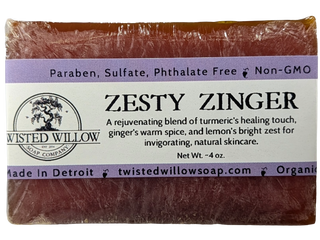 Paraben, Sulfate, Phthalate Free Non-GMO
ZESTY ZINGER
A rejuvenating blend of turmeric's healing touch,
ginger's warm spice, and lemon's bright zest for
invigorating, natural skincare.
Net Wt. ~4 oz.
TWISTED WILLOW
SOAP COMPANY
Made In Detroit twistedwillowsoap.com Organic